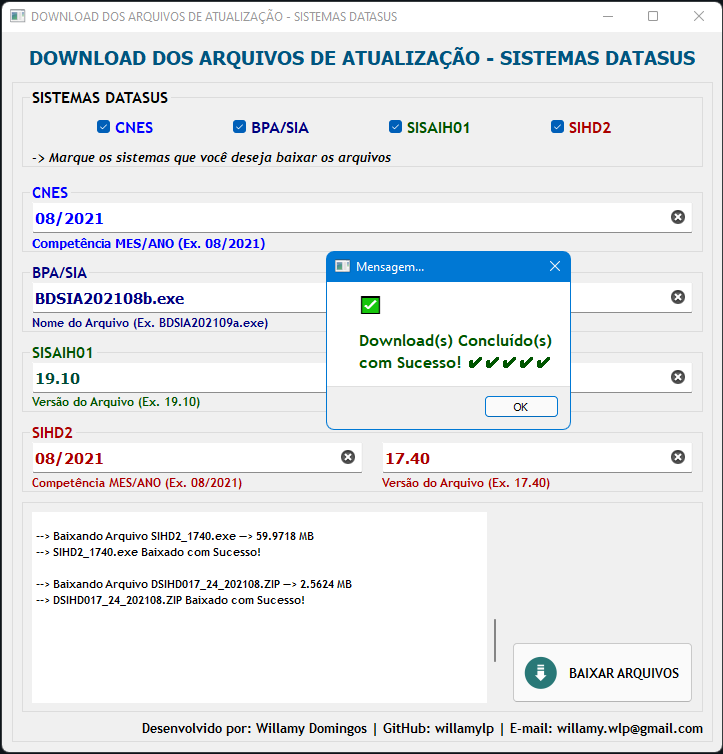 DOWNLOAD DOS ARQUIVOS DE ATUALIZAÇÃO - SISTEMAS DATASUS
DOWNLOAD DOS ARQUIVOS DE ATUALIZAÇÃO - SISTEMAS DATASUS
SISTEMAS DATASUS
CNES
BPA/SIA
SISAIH01
SIHD2
-> Marque os sistemas que você deseja baixar os arquivos
CNES
08/2021
Competência MES/ANO (Ex. 08/2021)
BPA/SIA
BDSIA202108b.exe
Nome do Arquivo (Ex. BDSIA202109a.exe)
SISAIH01
19.10
Versão do Arquivo (Ex. 19.10)
Mensagem...
Download(s) Concluído(s)
com Sucesso! ✔✔✔✔✔
OK
SIHD2
08/2021
Competência MES/ANO (Ex. 08/2021)
17.40
Versão do Arquivo (Ex. 17.40)
--> Baixando Arquivo SIHD2_1740.exe —> 59.9718 MB
--> SIHD2_1740.exe Baixado com Sucesso!
--> Baixando Arquivo DSIHD017_24_202108.ZIP —> 2.5624 MB
--> DSIHD017_24_202108.ZIP Baixado com Sucesso!
BAIXAR ARQUIVOS
Desenvolvido por: Willamy Domingos | GitHub: willamylp | E-mail: willamy.wlp@gmail.com